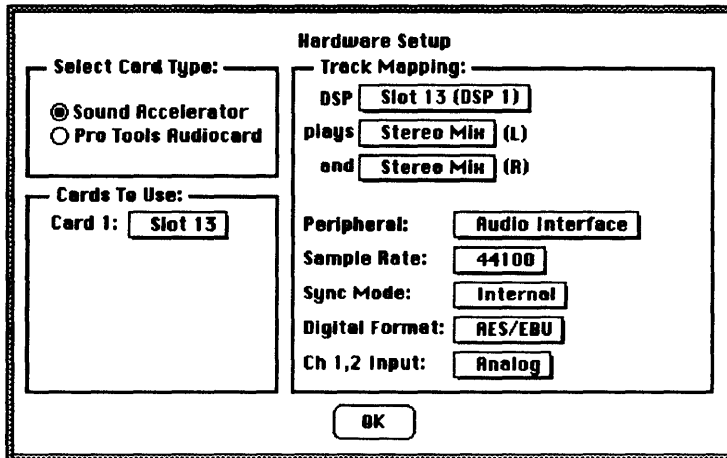 Hardware Setup
Select Card Type:
Sound Accelerator
Pro Tools Audiocard
Cards To Use:
Card 1: Slot 13
Track Mapping:
DSP Slot 13 (DSP 1)
plays Stereo Mix (L)
and Stereo Mix (R)
Peripheral: Audio Interface
Sample Rate: 44100
Sync Mode: Internal
Digital Format: AES/EBU
Ch 1,2 Input: Analog
OK